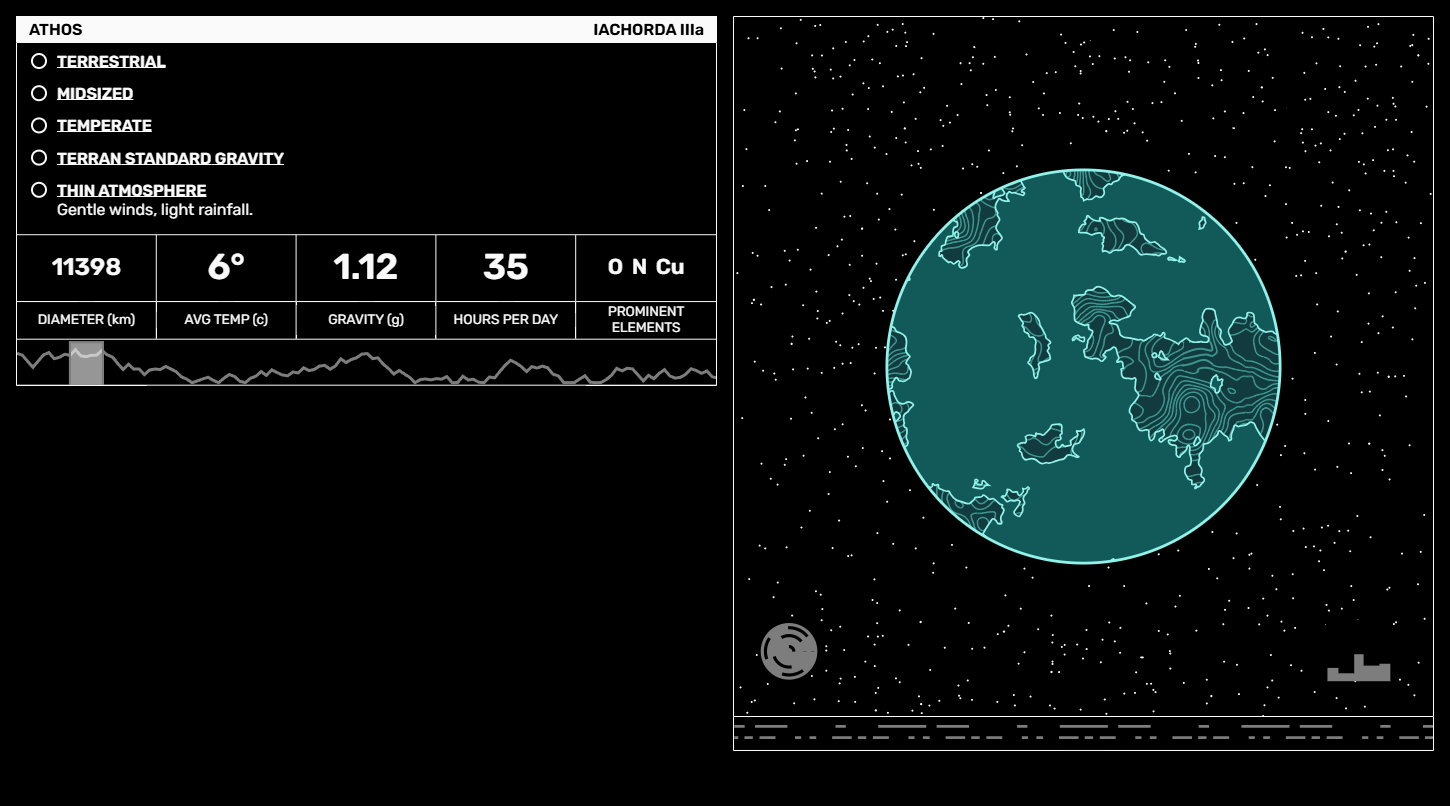 ATHOS
IACHORDA IIIa
TERRESTRIAL
MIDSIZED
TEMPERATE
TERRAN STANDARD GRAVITY
THIN ATMOSPHERE
Gentle winds, light rainfall.
11398
6°
1.12
35
O N Cu
DIAMETER (km)
AVG TEMP (c)
GRAVITY (g)
HOURS PER DAY
PROMINENT
ELEMENTS